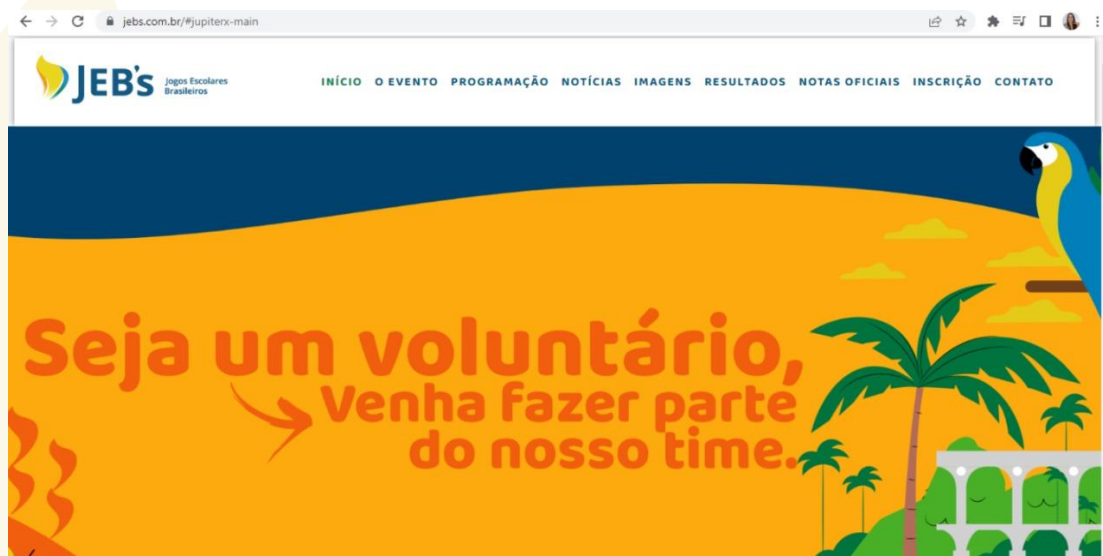 jebs.com.br/#jupiterx-main
JEB's Jogos Escolares
Brasileiros
INÍCIO O EVENTO PROGRAMAÇÃO NOTÍCIAS IMAGENS RESULTADOS NOTAS OFICIAIS INSCRIÇÃO CONTATO
Seja um voluntário,
Venha fazer parte
do nosso time.